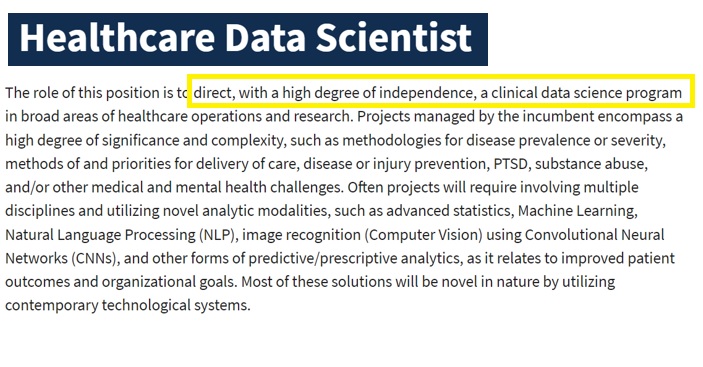 Healthcare Data Scientist
The role of this position is to direct, with a high degree of independence, a clinical data science program
in broad areas of healthcare operations and research. Projects managed by the incumbent encompass a
high degree of significance and complexity, such as methodologies for disease prevalence or severity,
methods of and priorities for delivery of care, disease or injury prevention, PTSD, substance abuse,
and/or other medical and mental health challenges. Often projects will require involving multiple
disciplines and utilizing novel analytic modalities, such as advanced statistics, Machine Learning,
Natural Language Processing (NLP), image recognition (Computer Vision) using Convolutional Neural
Networks (CNNs), and other forms of predictive/prescriptive analytics, as it relates to improved patient
outcomes and organizational goals. Most of these solutions will be novel in nature by utilizing
contemporary technological systems.